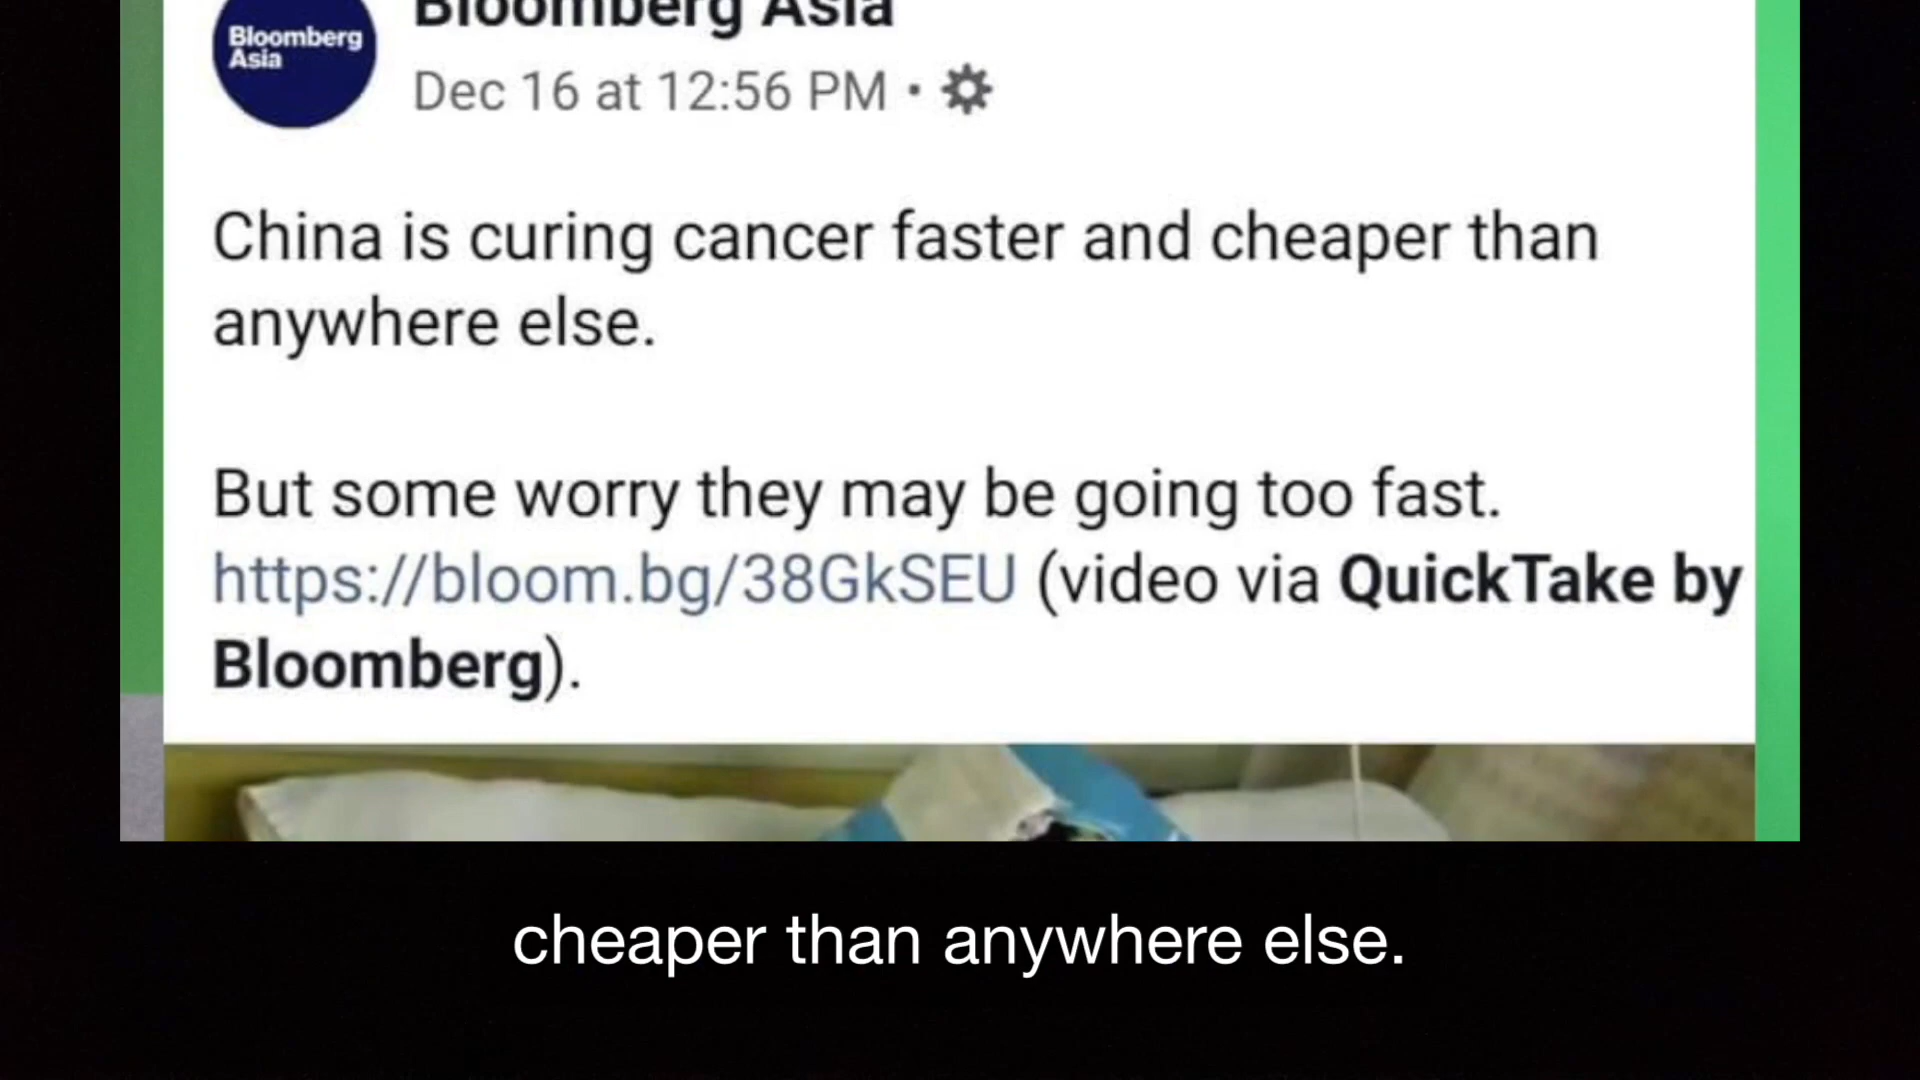 Bloomberg Asia
Bloomberg
Asia
Dec 16 at 12:56 PM ·
China is curing cancer faster and cheaper than
anywhere else.
But some worry they may be going too fast.
https://bloom.bg/38GkSEU (video via QuickTake by
Bloomberg).
cheaper than anywhere else.